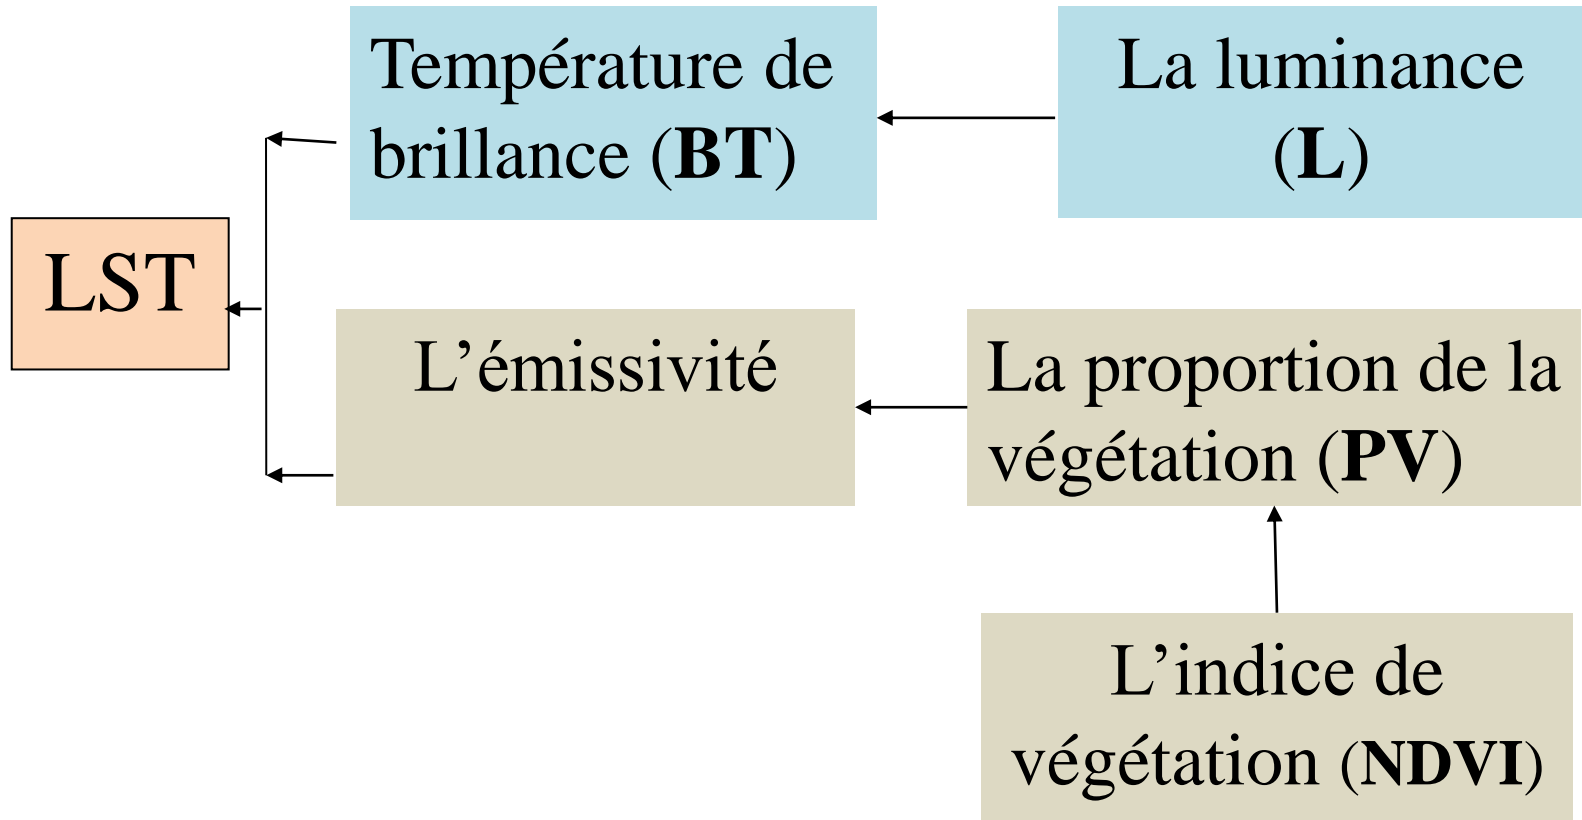 Température de
brillance (BT)
La luminance
(L)
LST
L’émissivité
La proportion de la
végétation (PV)
L’indice de
végétation (NDVI)